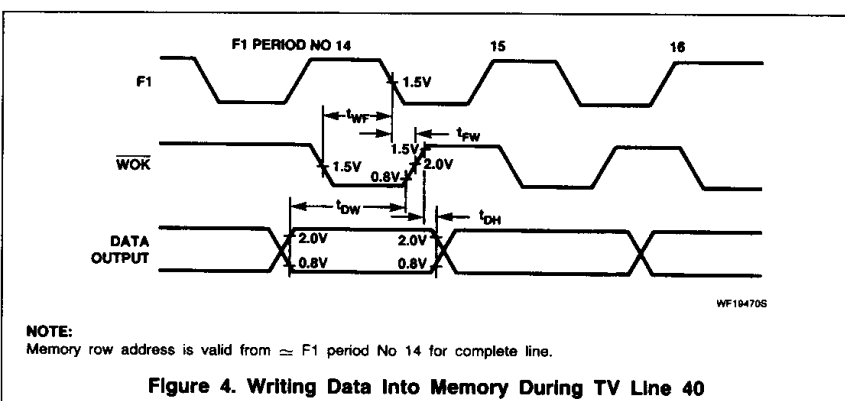 F1 PERIOD NO 14 15 16
F1
1.5V
tWF
tFW
WOK
1.5V
1.5V
2.0V
0.8V
tDW
tDH
DATA
OUTPUT
2.0V
2.0V
0.8V
0.8V
WF19470S
NOTE:
Memory row address is valid from ≃ F1 period No 14 for complete line.
Figure 4. Writing Data Into Memory During TV Line 40